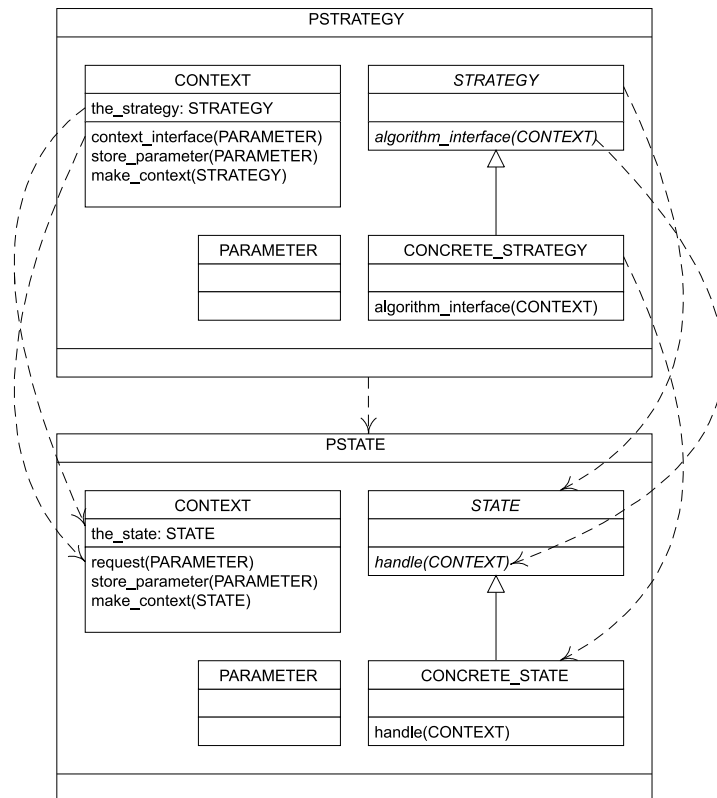 PSTRATEGY
CONTEXT
the_strategy: STRATEGY
context_interface(PARAMETER)
store_parameter(PARAMETER)
make_context(STRATEGY)
STRATEGY
algorithm_interface(CONTEXT)
PARAMETER
CONCRETE_STRATEGY
algorithm_interface(CONTEXT)
PSTATE
CONTEXT
the_state: STATE
request(PARAMETER)
store_parameter(PARAMETER)
make_context(STATE)
STATE
handle(CONTEXT)
PARAMETER
CONCRETE_STATE
handle(CONTEXT)